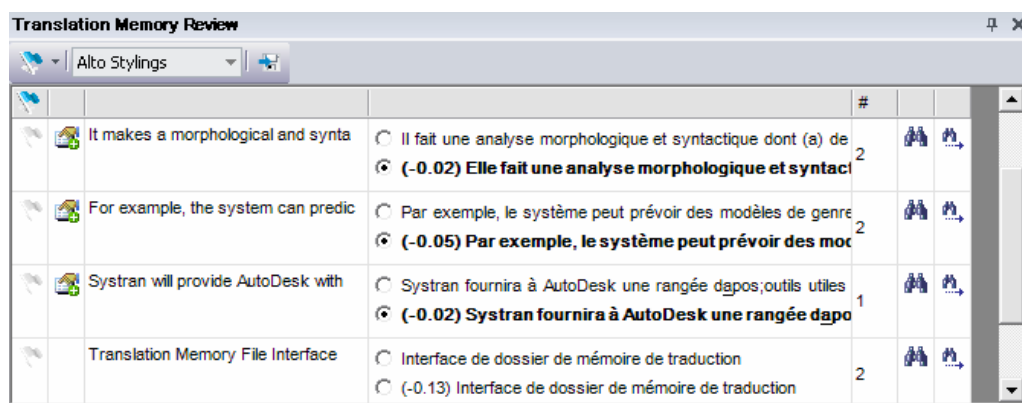 Translation Memory Review
Alto Stylings
#
It makes a morphological and synta
Il fait une analyse morphologique et syntactique dont (a) de
(-0.02) Elle fait une analyse morphologique et syntact
2
For example, the system can predic
Par exemple, le système peut prévoir des modèles de genre
(-0.05) Par exemple, le système peut prévoir des moc
2
Systran will provide AutoDesk with
Systran fournira à AutoDesk une rangée dapos;outils utiles
(-0.02) Systran fournira à AutoDesk une rangée dapo
1
Translation Memory File Interface
Interface de dossier de mémoire de traduction
(-0.13) Interface de dossier de mémoire de traduction
2